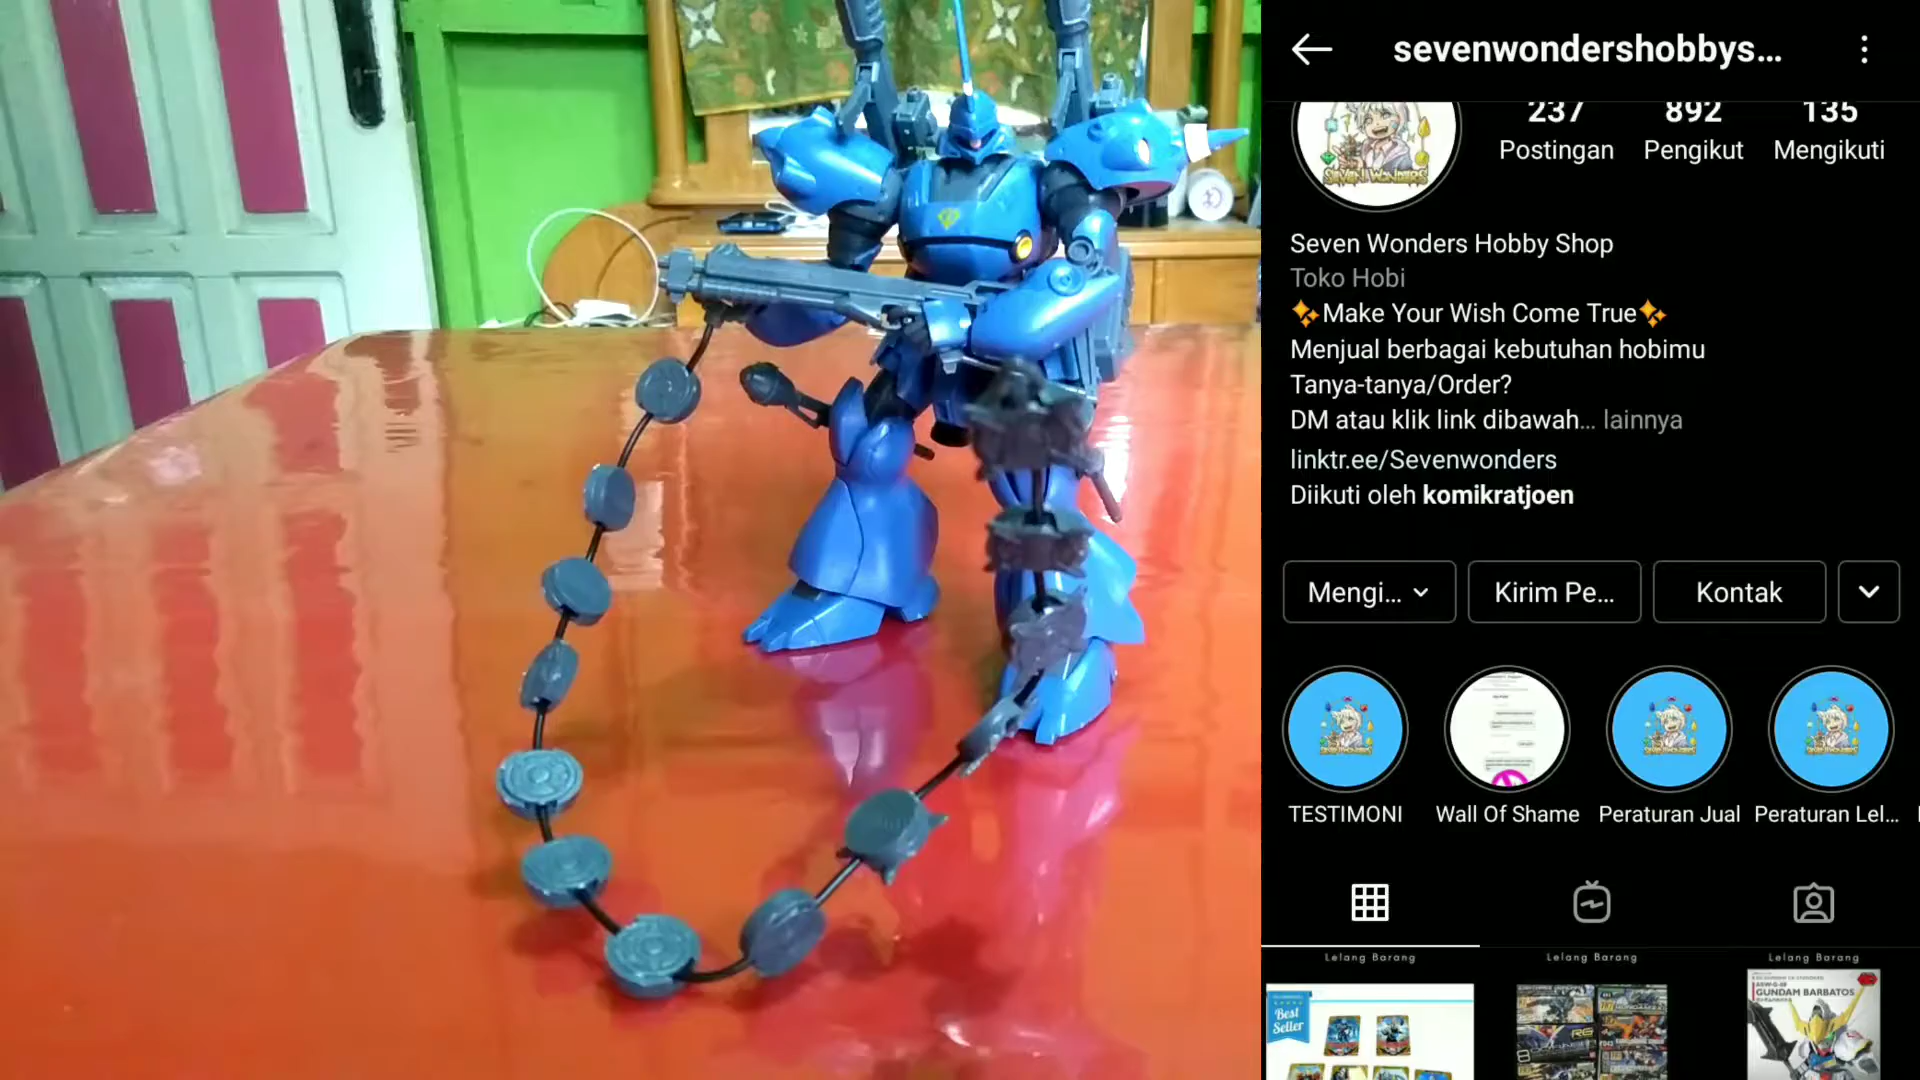 sevenwondershobbys...
237 892 135
Postingan Pengikut Mengikuti
SEVEN WONDERS
Seven Wonders Hobby Shop
Toko Hobi
✨Make Your Wish Come True✨
Menjual berbagai kebutuhan hobimu
Tanya-tanya/Order?
DM atau klik link dibawah... lainnya
linktr.ee/Sevenwonders
Diikuti oleh komikratjoen
Mengi...
Kirim Pe...
Kontak
TESTIMONI
Wall Of Shame
Peraturan Jual
Peraturan Lel...
Lelang Barang
Lelang Barang
Lelang Barang
Best
Seller
RG
GUNDAM BARBATOS